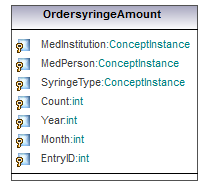 OrdersyringeAmount
MedInstitution:ConceptInstance
MedPerson:ConceptInstance
SyringeType:ConceptInstance
Count:int
Year:int
Month:int
EntryID:int